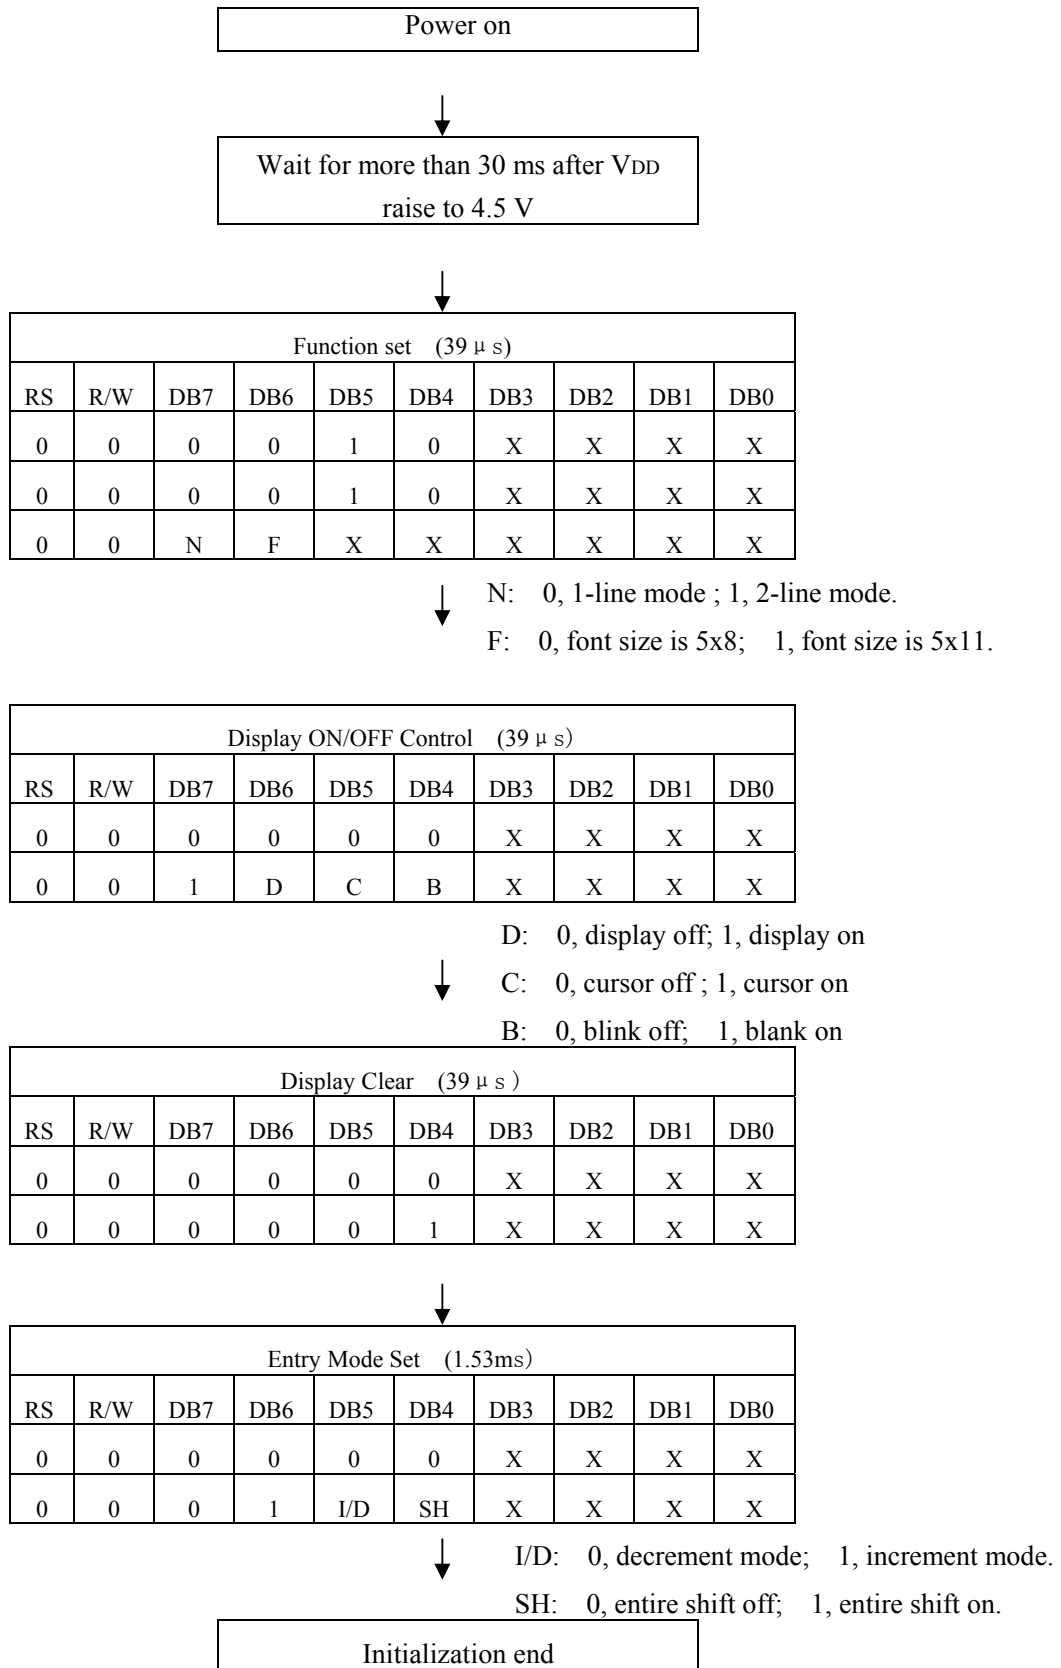 Power on
Wait for more than 30 ms after VDD
raise to 4.5 V
Function set (39μs)
RS R/W DB7 DB6 DB5 DB4 DB3 DB2 DB1 DB0
0 0 0 0 1 0 X X X X
0 0 0 0 1 0 X X X X
0 0 N F X X X X X X
N: 0, 1-line mode ; 1, 2-line mode.
F: 0, font size is 5x8; 1, font size is 5x11.
Display ON/OFF Control (39μs)
RS R/W DB7 DB6 DB5 DB4 DB3 DB2 DB1 DB0
0 0 0 0 0 0 X X X X
0 0 1 D C B X X X X
D: 0, display off; 1, display on
C: 0, cursor off ; 1, cursor on
B: 0, blink off; 1, blank on
Display Clear (39μs)
RS R/W DB7 DB6 DB5 DB4 DB3 DB2 DB1 DB0
0 0 0 0 0 0 X X X X
0 0 0 0 0 1 X X X X
Entry Mode Set (1.53ms)
RS R/W DB7 DB6 DB5 DB4 DB3 DB2 DB1 DB0
0 0 0 0 0 0 X X X X
0 0 0 1 I/D SH X X X X
I/D: 0, decrement mode; 1, increment mode.
SH: 0, entire shift off; 1, entire shift on.
Initialization end